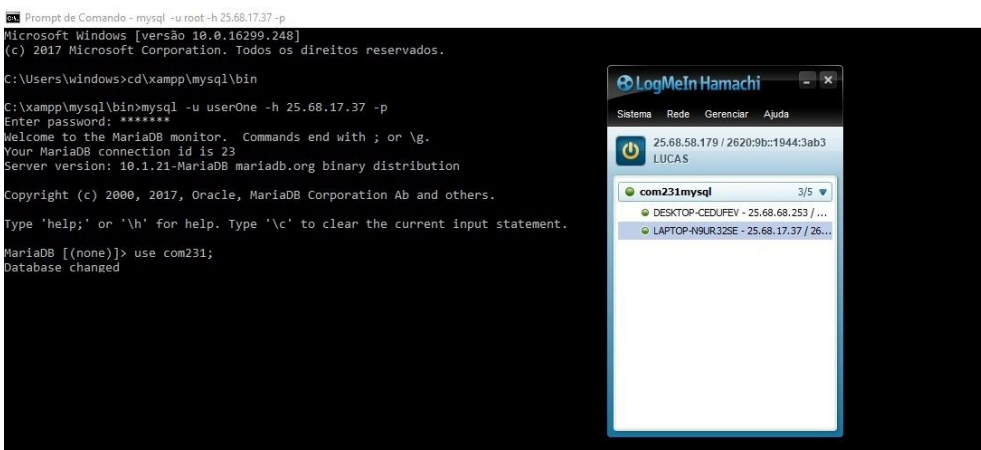 Prompt de Comando - mysql -u root -h 25.68.17.37 -p
Microsoft Windows [versão 10.0.16299.248]
(c) 2017 Microsoft Corporation. Todos os direitos reservados.
C:\Users\windows>cd\xampp\mysql\bin
C:\xampp\mysql\bin>mysql -u userOne -h 25.68.17.37 -p
Enter password: *******
Welcome to the MariaDB monitor.  Commands end with ; or \g.
Your MariaDB connection id is 23
Server version: 10.1.21-MariaDB mariadb.org binary distribution
Copyright (c) 2000, 2017, Oracle, MariaDB Corporation Ab and others.
Type 'help;' or '\h' for help. Type '\c' to clear the current input statement.
MariaDB [(none)]> use com231;
Database changed
LogMeIn Hamachi
Sistema Rede Gerenciar Ajuda
25.68.58.179 / 2620:9b::1944:3ab3
LUCAS
com231mysql 3/5
DESKTOP-CEDUFEV - 25.68.68.253 / ...
LAPTOP-N9UR32SE - 25.68.17.37 / 26...